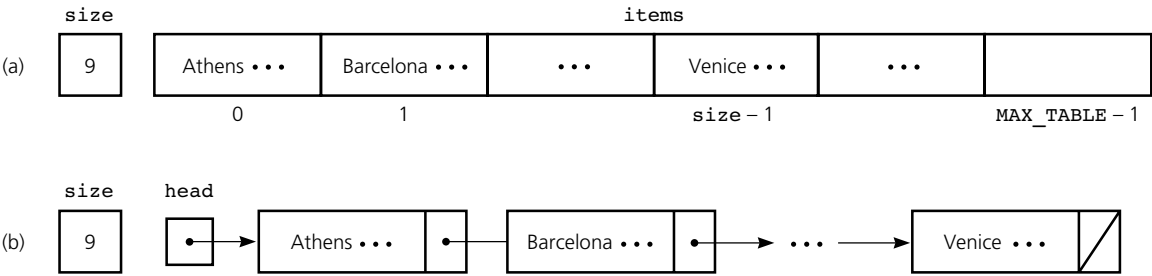 size items
(a) 9 Athens ••• Barcelona ••• ••• Venice ••• •••
0 1 size – 1 MAX_TABLE – 1
size head
(b) 9 Athens ••• Barcelona ••• ••• Venice •••